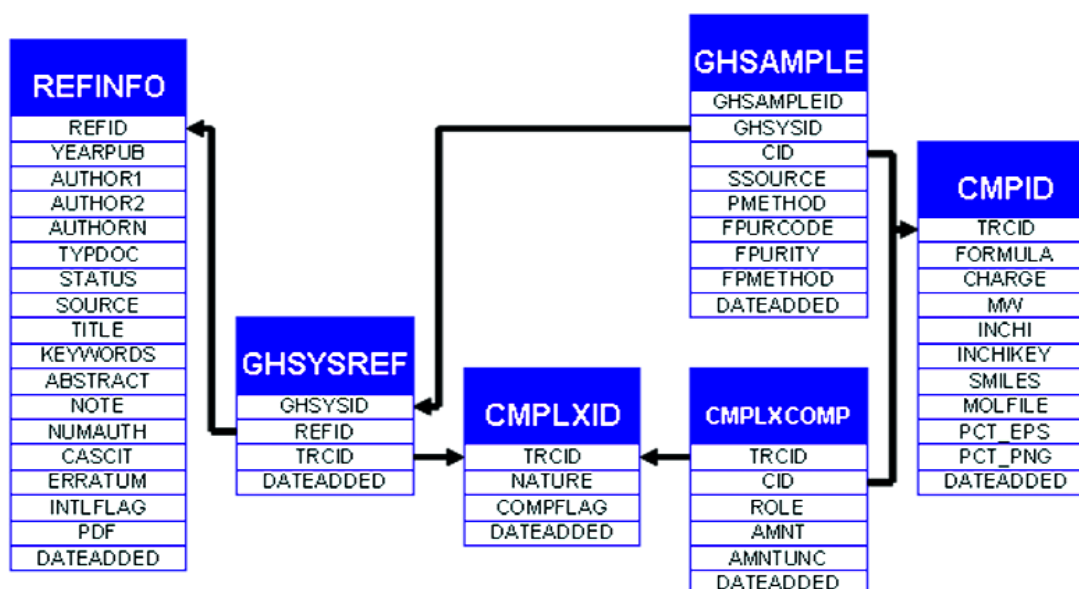 REFINFO
REFID
YEARPUB
AUTHOR1
AUTHOR2
AUTHORN
TYPDOC
STATUS
SOURCE
TITLE
KEYWORDS
ABSTRACT
NOTE
NUMAUTH
CASCIT
ERRATUM
INTLFLAG
PDF
DATEADDED
GHSYSREF
GHSYSID
REFID
TRCID
DATEADDED
CMPLXID
TRCID
NATURE
COMPFLAG
DATEADDED
GHSAMPLE
GHSAMPLEID
GHSYSID
CID
SSOURCE
PMETHOD
FPURCODE
FPURITY
FPMETHOD
DATEADDED
CMPLXCOMP
TRCID
CID
ROLE
AMNT
AMNTUNC
DATEADDED
CMPID
TRCID
FORMULA
CHARGE
MW
INCHI
INCHIKEY
SMILES
MOLFILE
PCT_EPS
PCT_PNG
DATEADDED